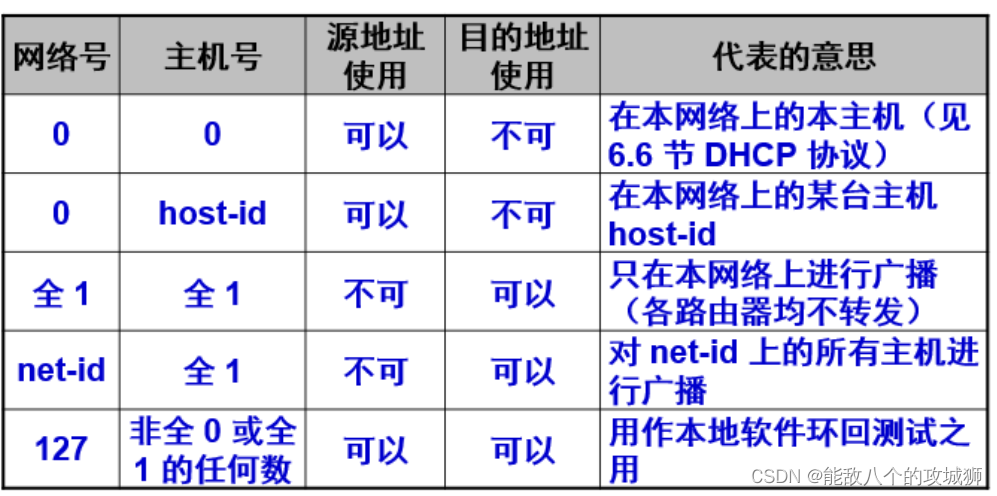 网络号 主机号 源地址使用 目的地址使用 代表的意思
0 0 可以 不可 在本网络上的本主机（见
6.6 节 DHCP 协议）
0 host-id 可以 不可 在本网络上的某台主机
host-id
全 1 全 1 不可 可以 只在本网络上进行广播
（各路由器均不转发）
net-id 全 1 不可 可以 对 net-id 上的所有主机进
行广播
127 非全 0 或全 1 的任何数 可以 可以 用作本地软件环回测试之
用
CSDN @能敌八个的攻城狮